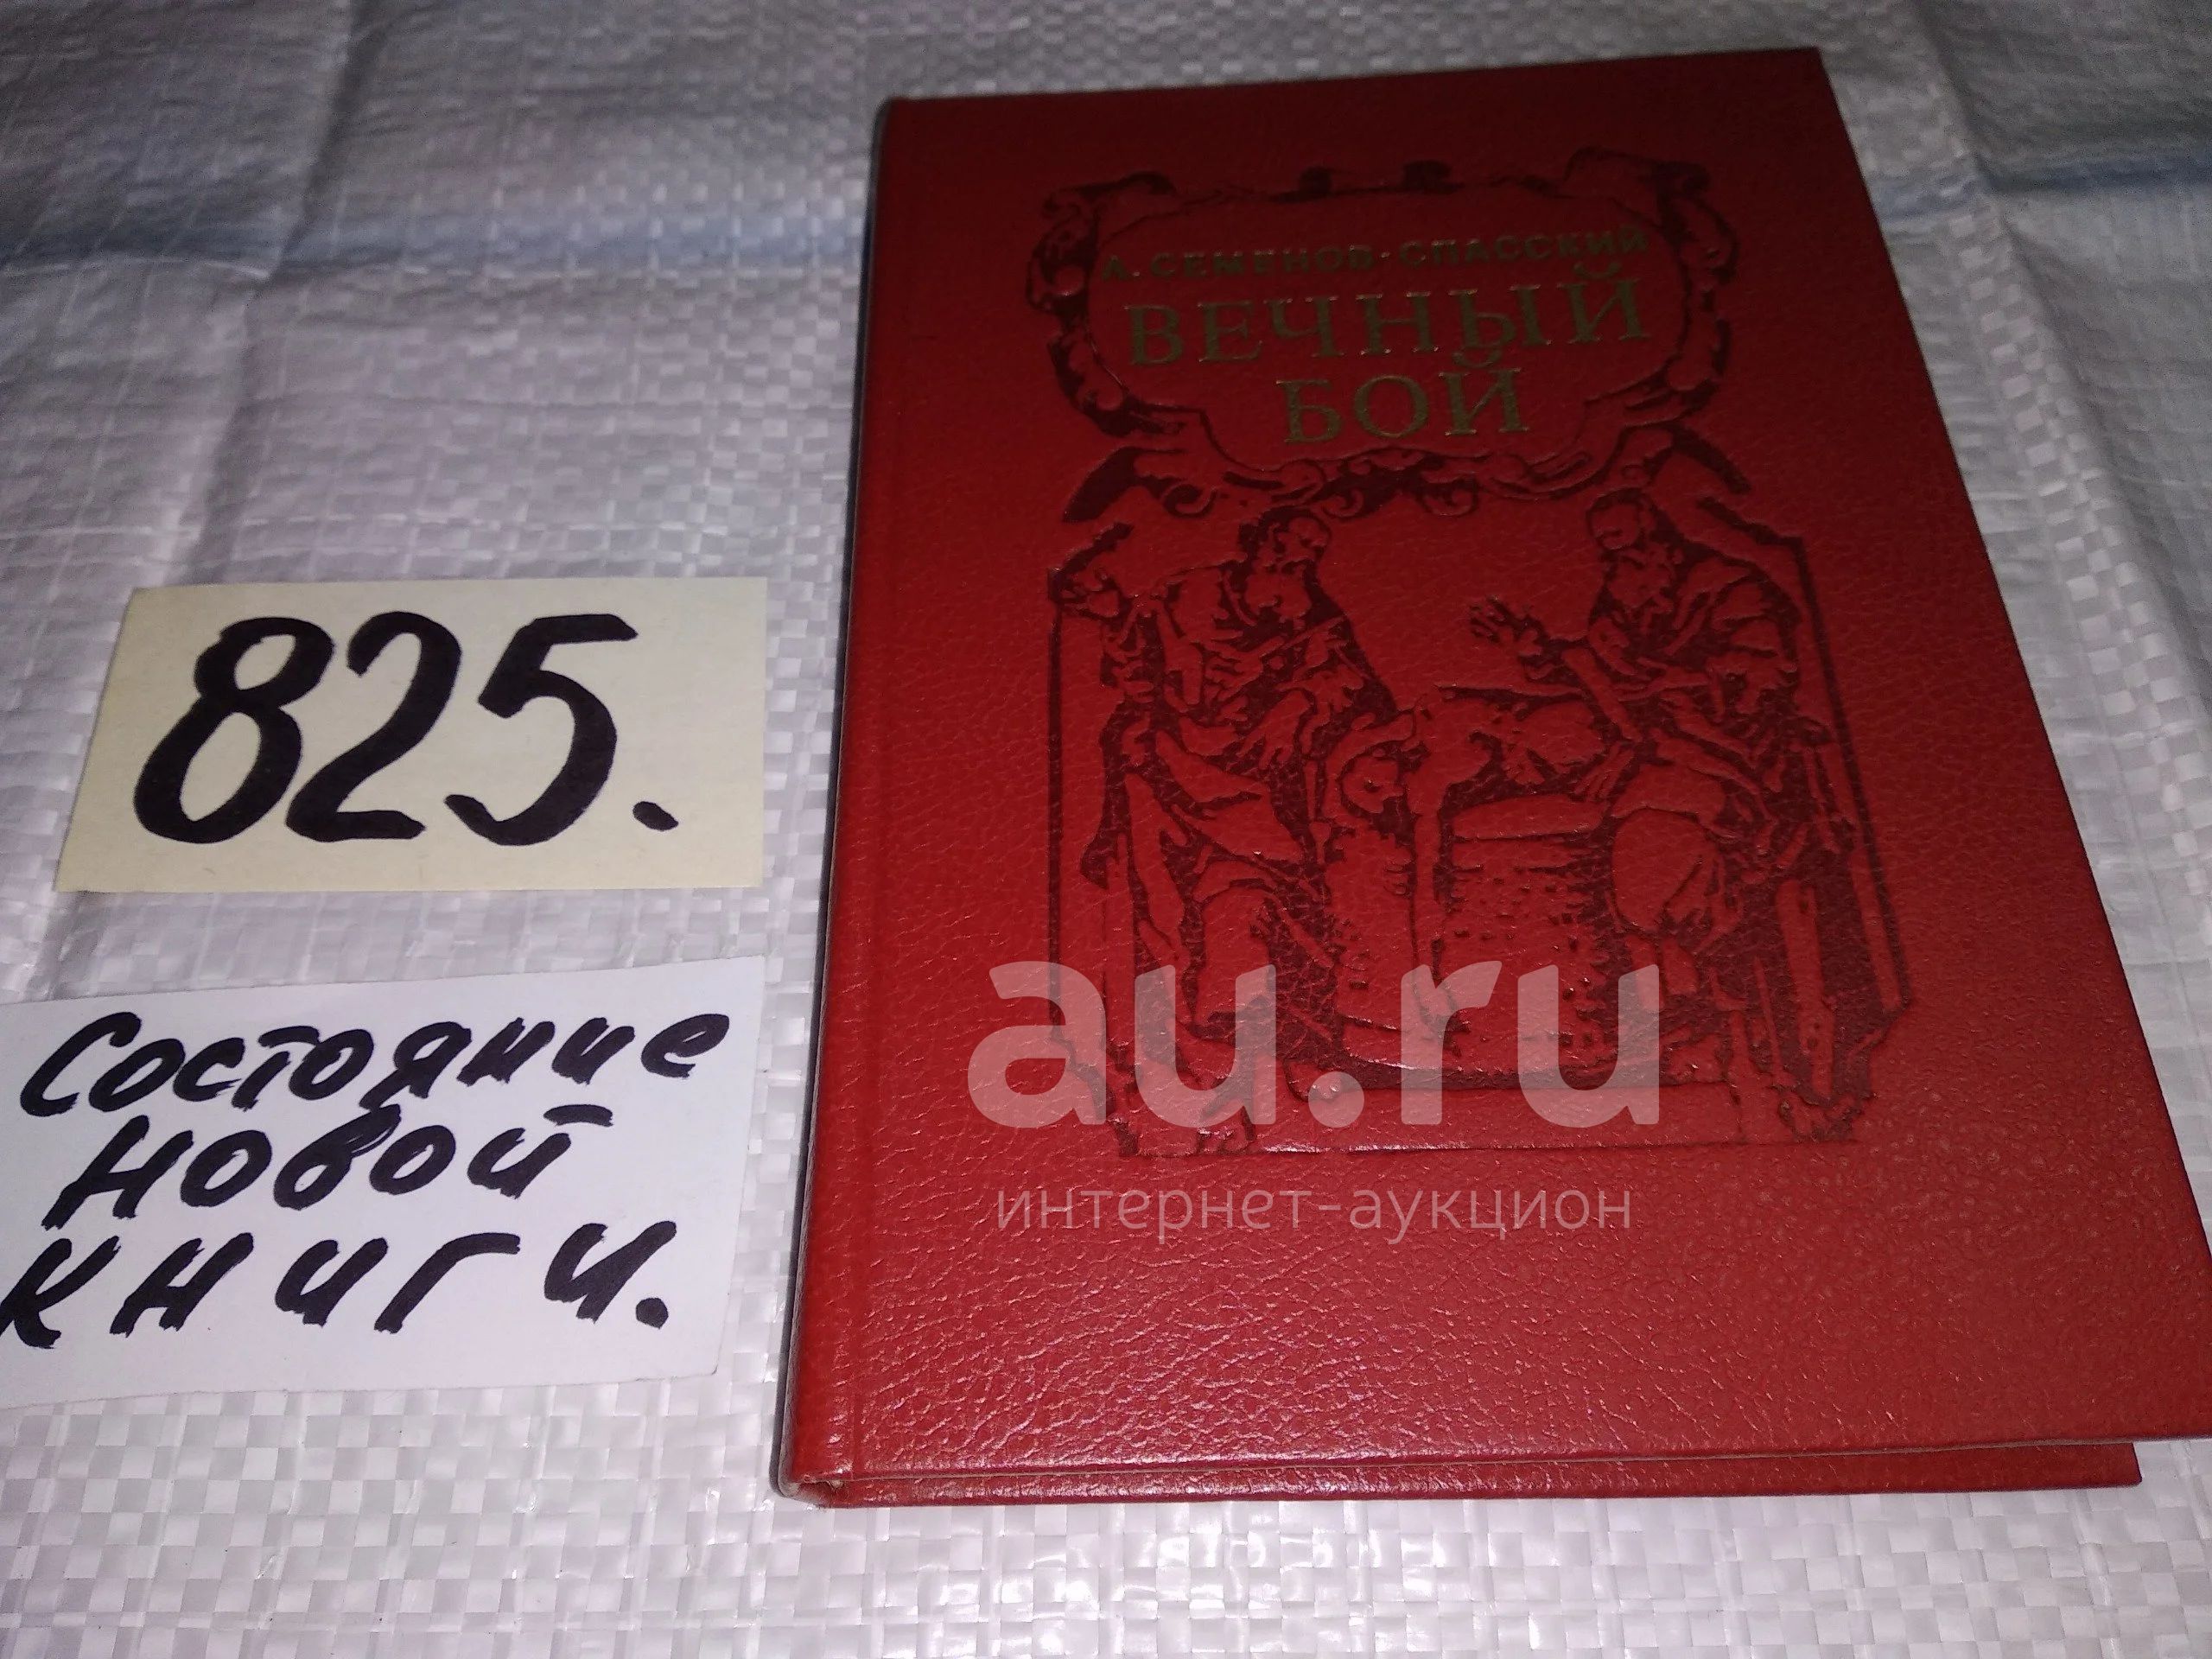 Л. СЕМЕНОВ-СПАССКИЙ
ВЕЧНЫЙ
БОЙ
825.
Состояние
новой
книги.
au.ru
интернет-аукцион